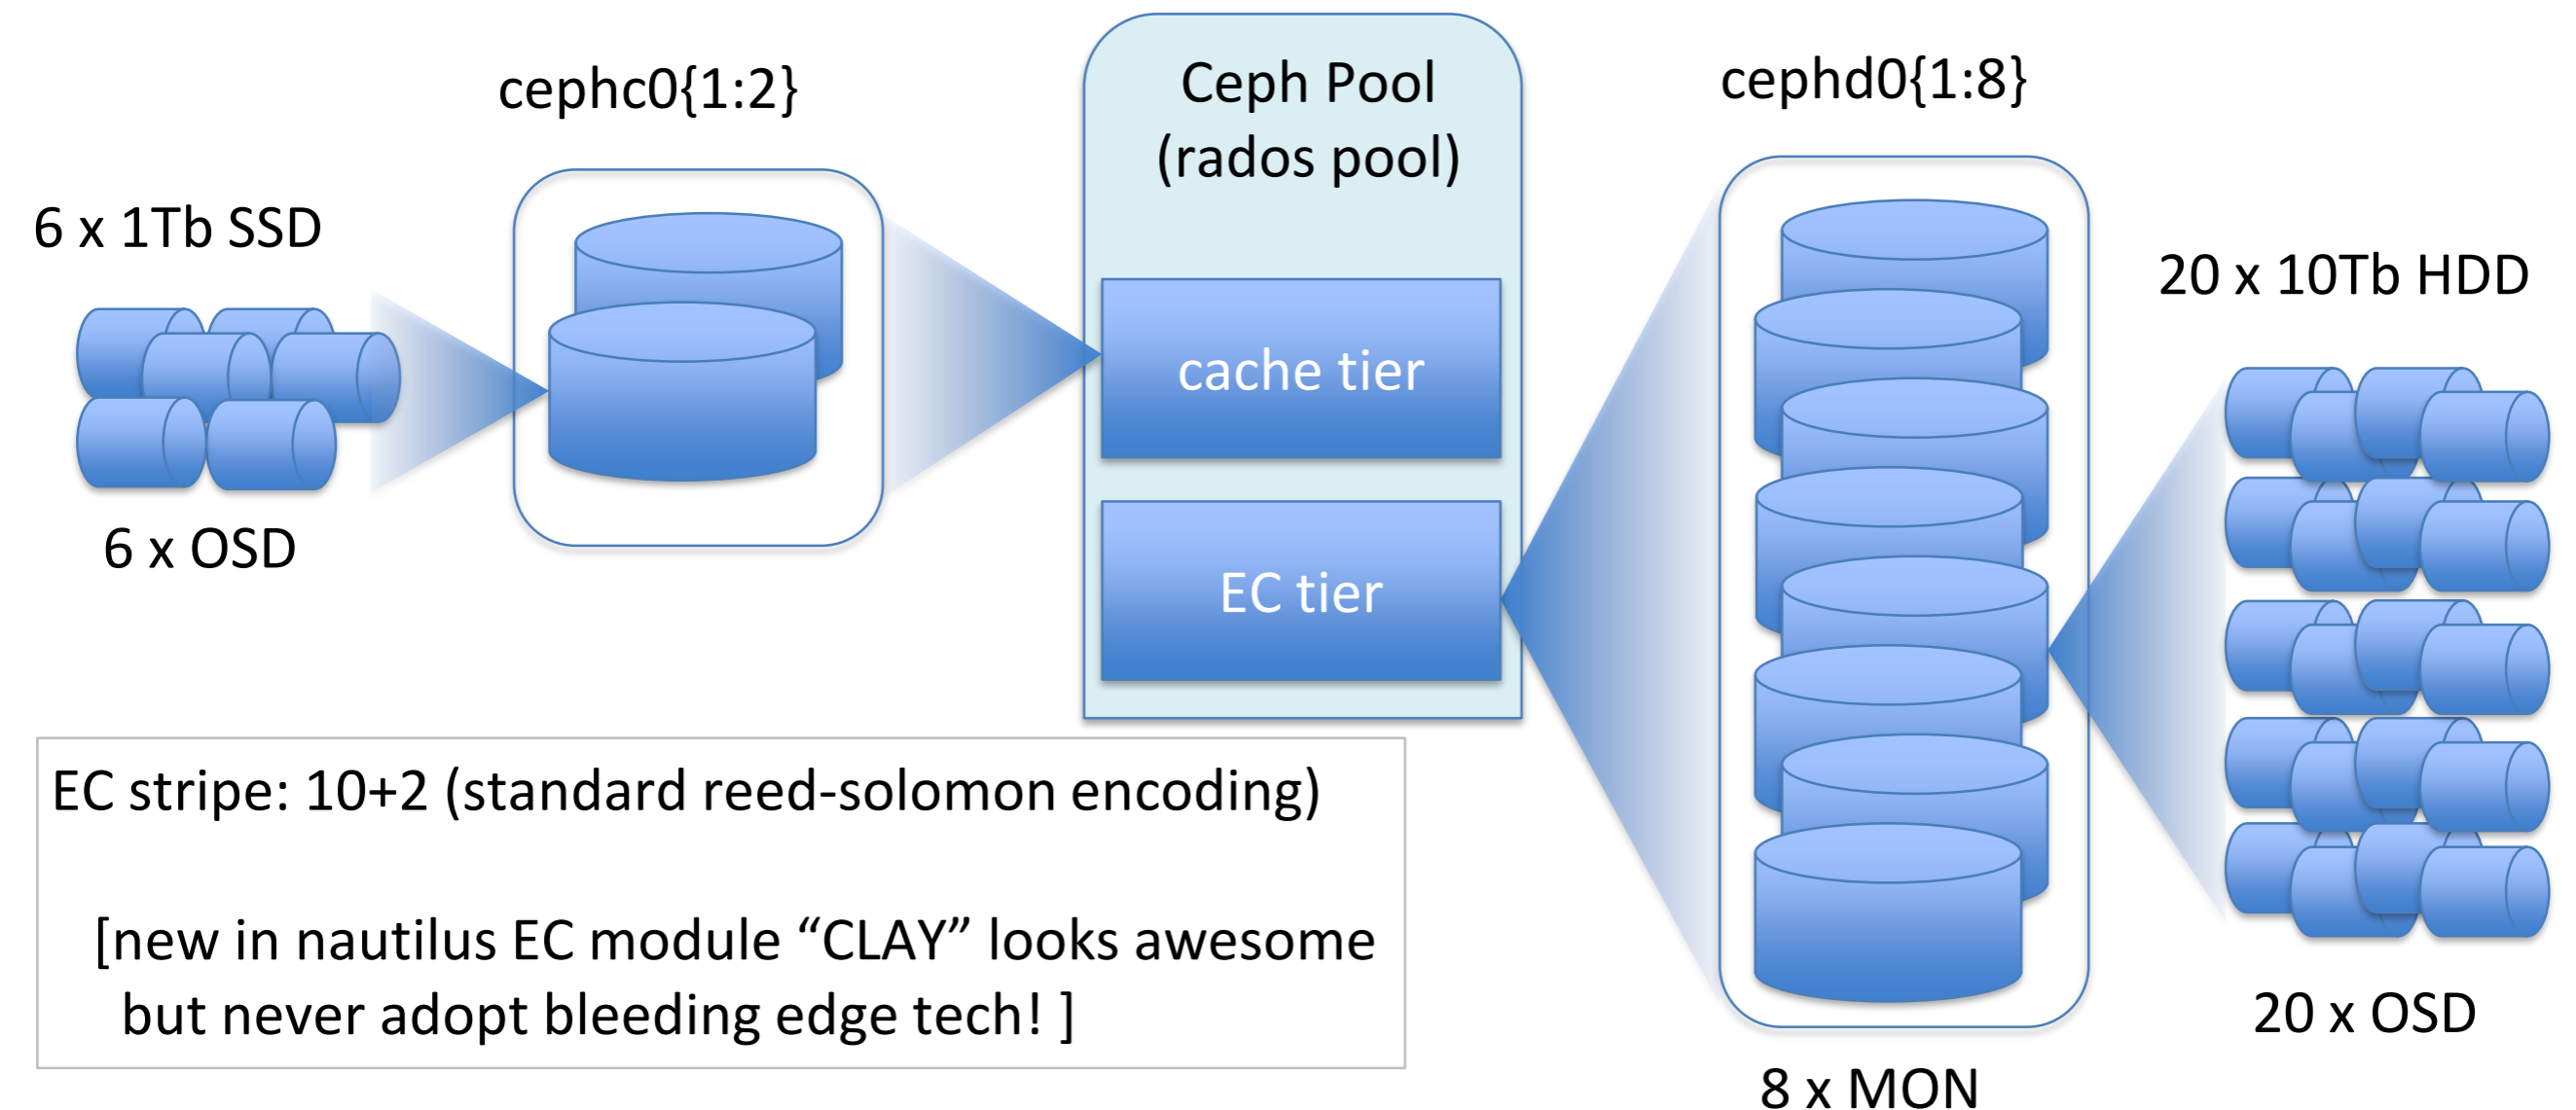 cephc0{1:2}
6 x 1Tb SSD
6 x OSD
Ceph Pool
(rados pool)
cache tier
EC tier
cephd0{1:8}
20 x 10Tb HDD
20 x OSD
8 x MON
EC stripe: 10+2 (standard reed-solomon encoding)
[new in nautilus EC module “CLAY” looks awesome
but never adopt bleeding edge tech! ]